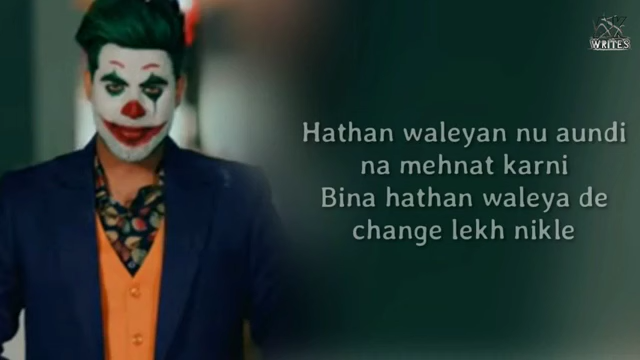 WRITES
Hathan waleyan nu aundi
na mehnat karni
Bina hathan waleya de
change lekh nikle